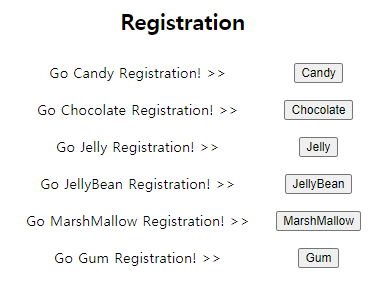 Registration
Go Candy Registration! >> Candy
Go Chocolate Registration! >> Chocolate
Go Jelly Registration! >> Jelly
Go JellyBean Registration! >> JellyBean
Go MarshMallow Registration! >> MarshMallow
Go Gum Registration! >> Gum